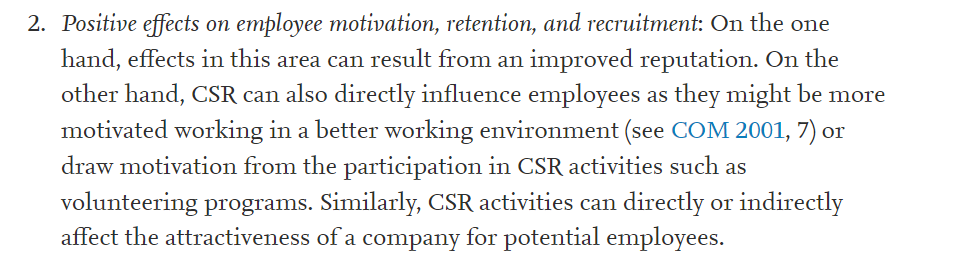 2. Positive effects on employee motivation, retention, and recruitment: On the one
hand, effects in this area can result from an improved reputation. On the
other hand, CSR can also directly influence employees as they might be more
motivated working in a better working environment (see COM 2001, 7) or
draw motivation from the participation in CSR activities such as
volunteering programs. Similarly, CSR activities can directly or indirectly
affect the attractiveness of a company for potential employees.